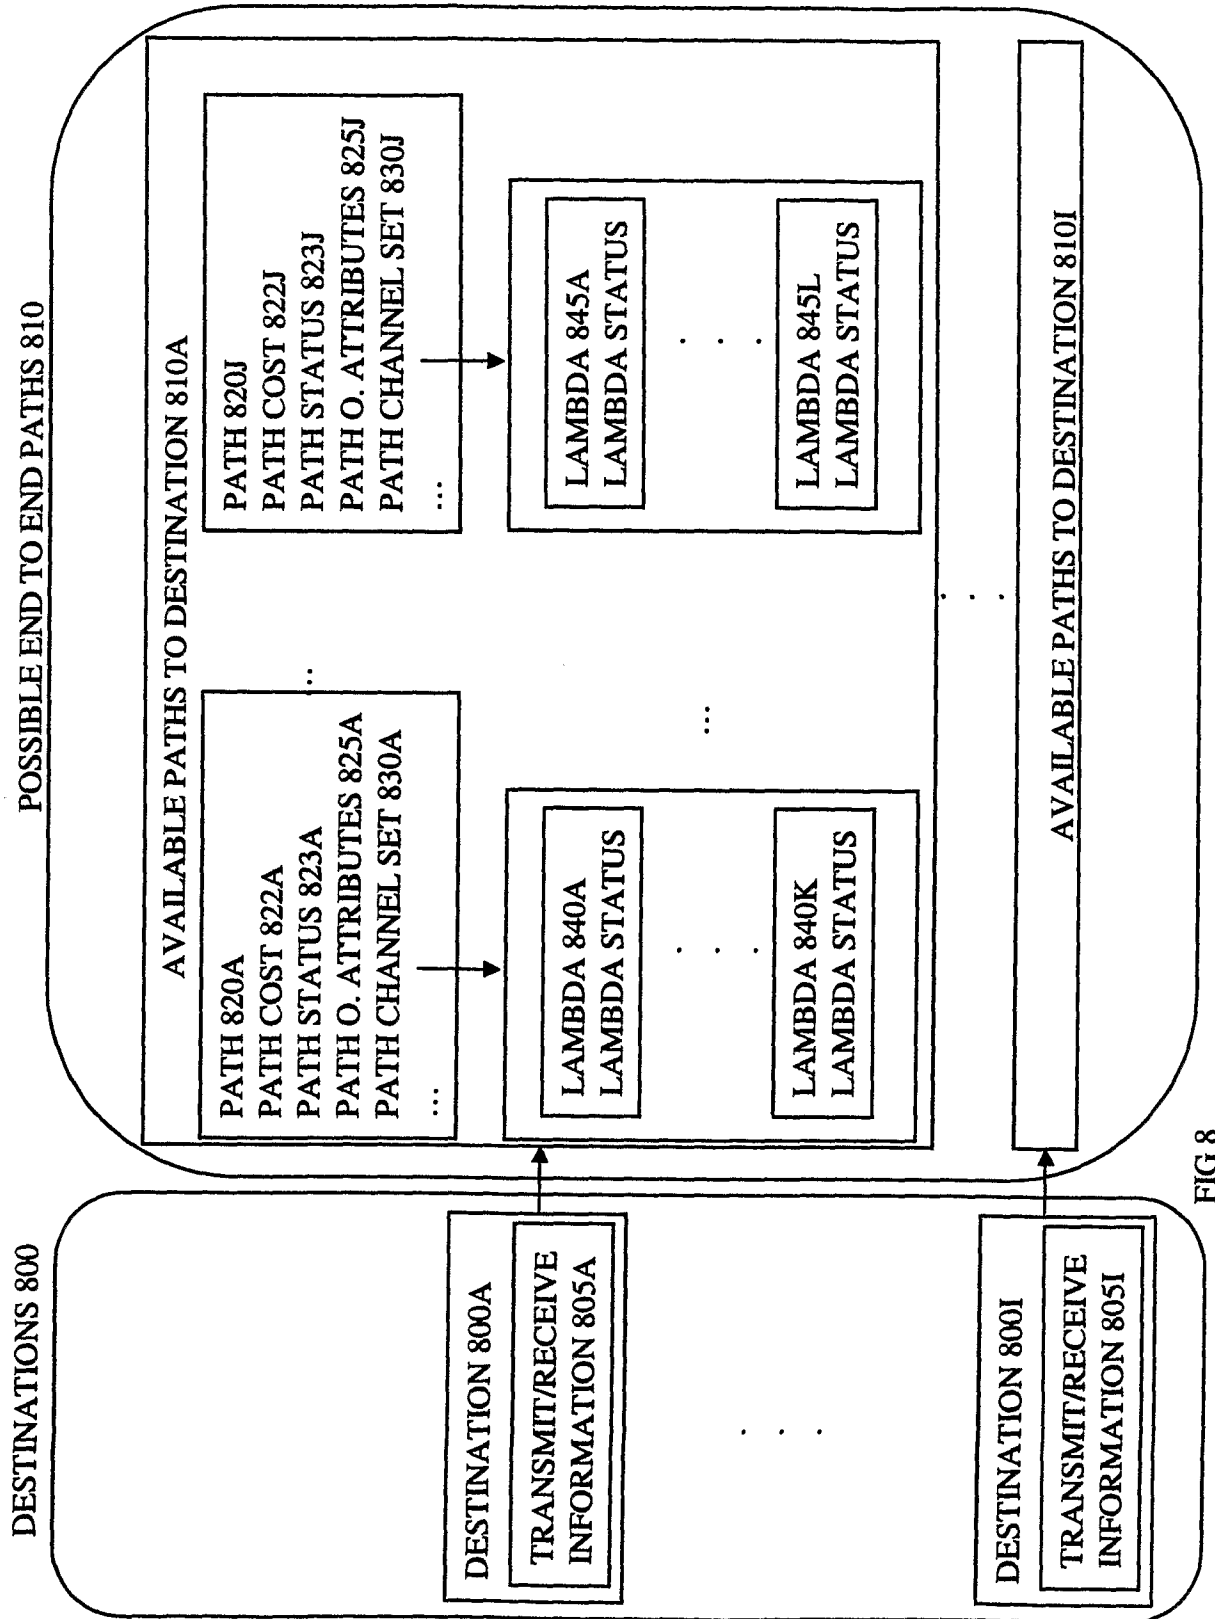 DESTINATIONS 800
DESTINATION 800A
TRANSMIT/RECEIVE
INFORMATION 805A
. . .
DESTINATION 800I
TRANSMIT/RECEIVE
INFORMATION 805I
POSSIBLE END TO END PATHS 810
AVAILABLE PATHS TO DESTINATION 810A
PATH 820A
PATH COST 822A
PATH STATUS 823A
PATH O. ATTRIBUTES 825A
PATH CHANNEL SET 830A
...
...
PATH 820J
PATH COST 822J
PATH STATUS 823J
PATH O. ATTRIBUTES 825J
PATH CHANNEL SET 830J
...
LAMBDA 840A
LAMBDA STATUS
. . .
LAMBDA 840K
LAMBDA STATUS
...
LAMBDA 845A
LAMBDA STATUS
. . .
LAMBDA 845L
LAMBDA STATUS
. . .
AVAILABLE PATHS TO DESTINATION 810I
FIG 8